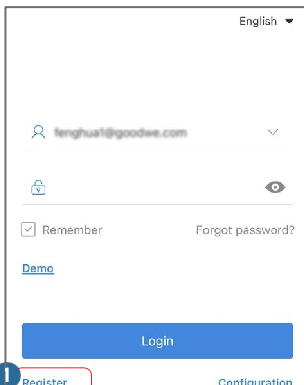 English
fenghua1@goodwe.com
Remember Forgot password?
Demo
Login
1 Register Configuration